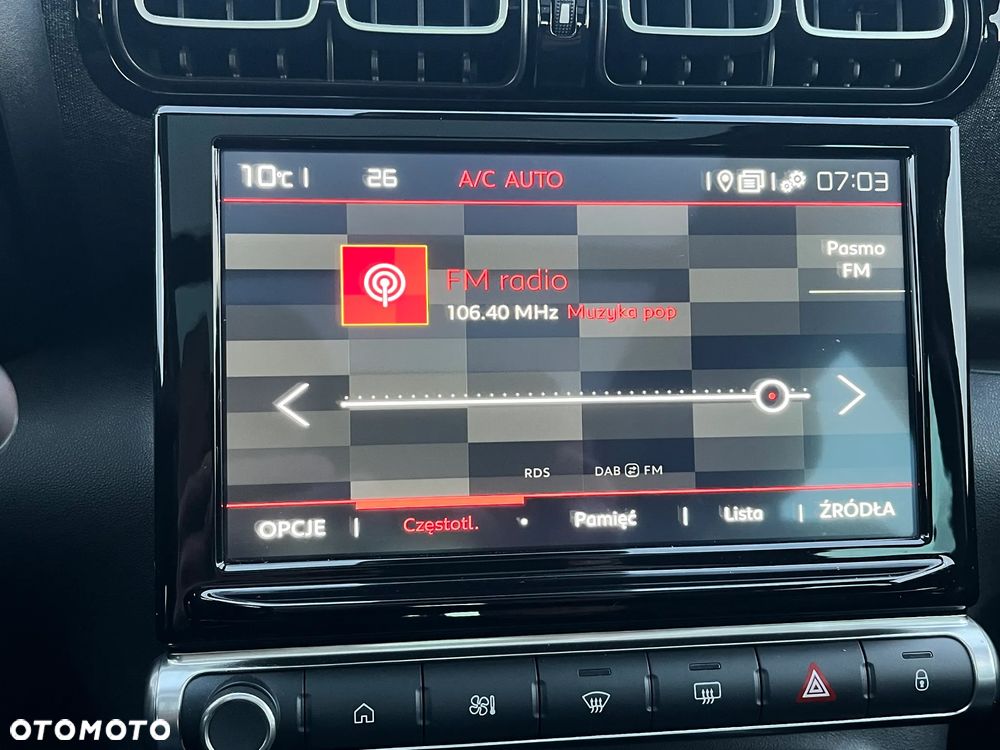 10°C 26 A/C AUTO 07:03
Pasmo
FM
FM radio
106.40 MHz Muzyka pop
RDS DAB FM
OPCJE Częstotl. Pamięć Lista ŹRÓDŁA
OTOMOTO